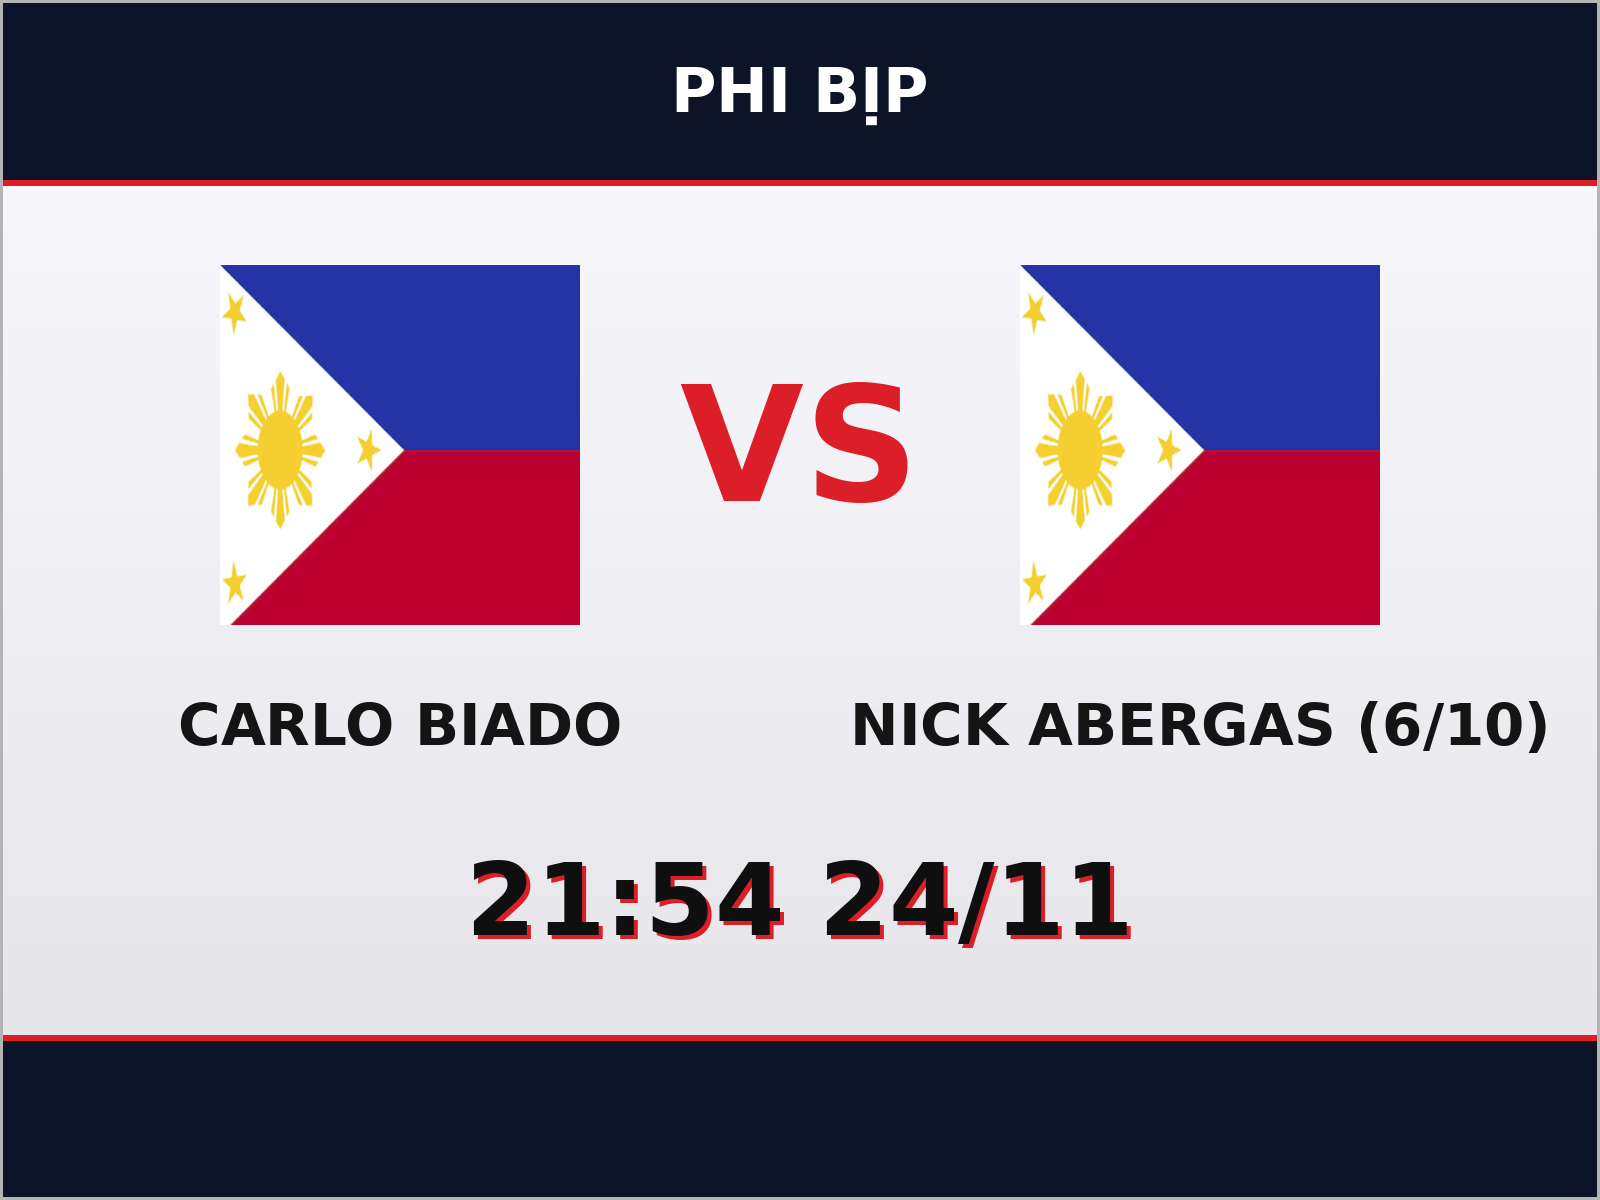 PHI BỊP
VS
CARLO BIADO
NICK ABERGAS (6/10)
21:54 24/11